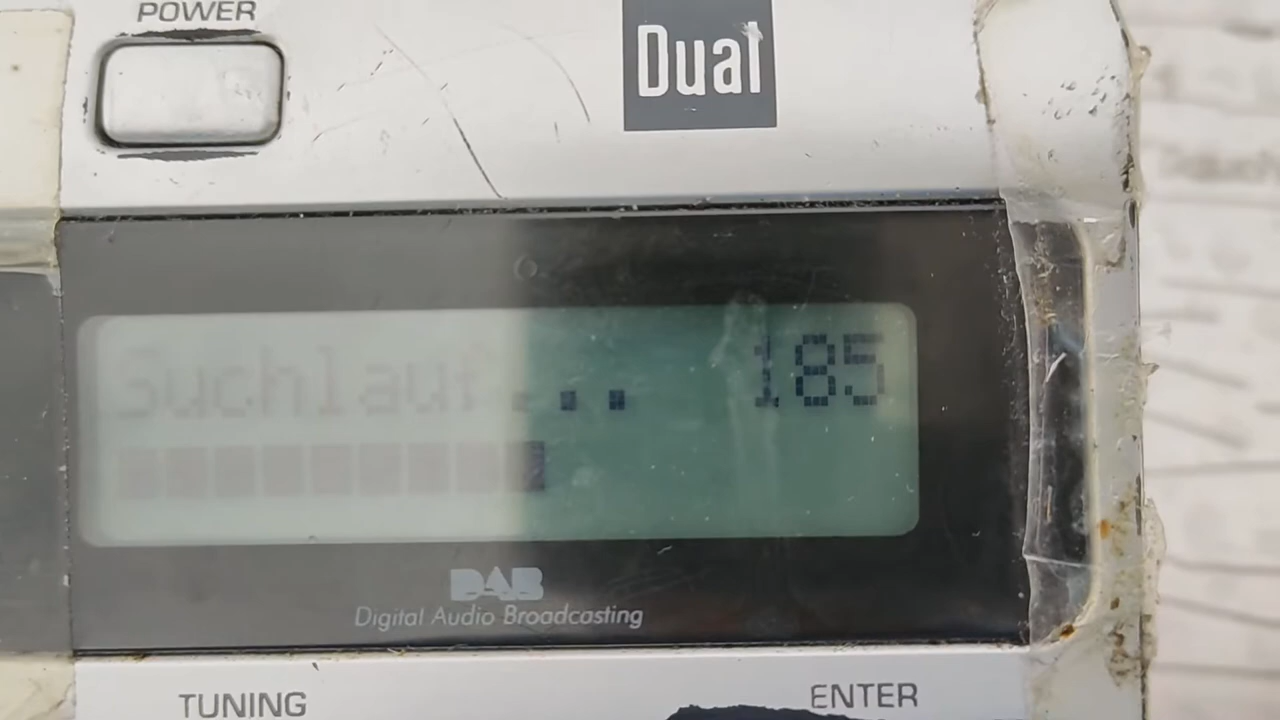 POWER
Dual
Suchlauf... 185
DAB
Digital Audio Broadcasting
TUNING
ENTER